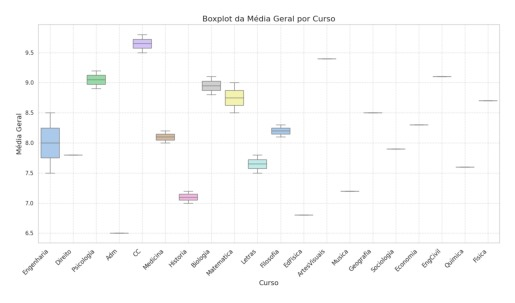 Boxplot da Média Geral por Curso
Média Geral
9.5
9.0
8.5
8.0
7.5
7.0
6.5
Engenharia
Direito
Psicologia
Adm
CC
Medicina
Historia
Biologia
Matematica
Letras
Filosofia
EdFisica
ArtesVisuais
Musica
Geografia
Sociologia
Economia
EngCivil
Quimica
Fisica
Curso